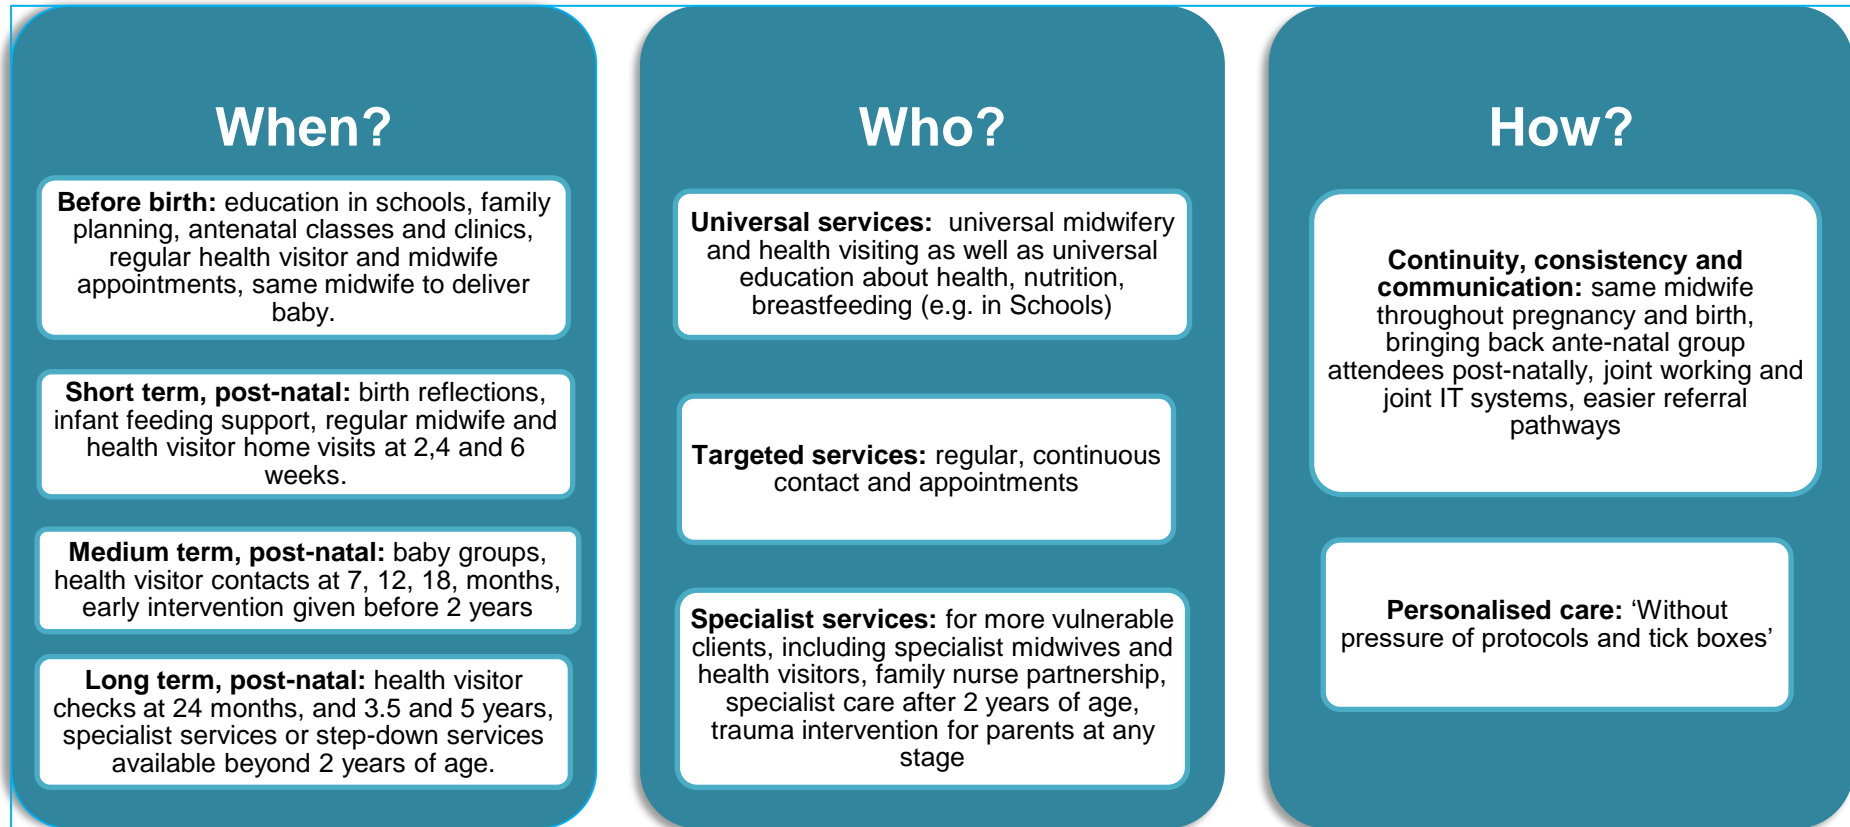 When?
Before birth: education in schools, family
planning, antenatal classes and clinics,
regular health visitor and midwife
appointments, same midwife to deliver
baby.
Short term, post-natal: birth reflections,
infant feeding support, regular midwife and
health visitor home visits at 2,4 and 6
weeks.
Medium term, post-natal: baby groups,
health visitor contacts at 7, 12, 18, months,
early intervention given before 2 years
Long term, post-natal: health visitor
checks at 24 months, and 3.5 and 5 years,
specialist services or step-down services
available beyond 2 years of age.
Who?
Universal services: universal midwifery
and health visiting as well as universal
education about health, nutrition,
breastfeeding (e.g. in Schools)
Targeted services: regular, continuous
contact and appointments
Specialist services: for more vulnerable
clients, including specialist midwives and
health visitors, family nurse partnership,
specialist care after 2 years of age,
trauma intervention for parents at any
stage
How?
Continuity, consistency and
communication: same midwife
throughout pregnancy and birth,
bringing back ante-natal group
attendees post-natally, joint working and
joint IT systems, easier referral
pathways
Personalised care: ‘Without
pressure of protocols and tick boxes’